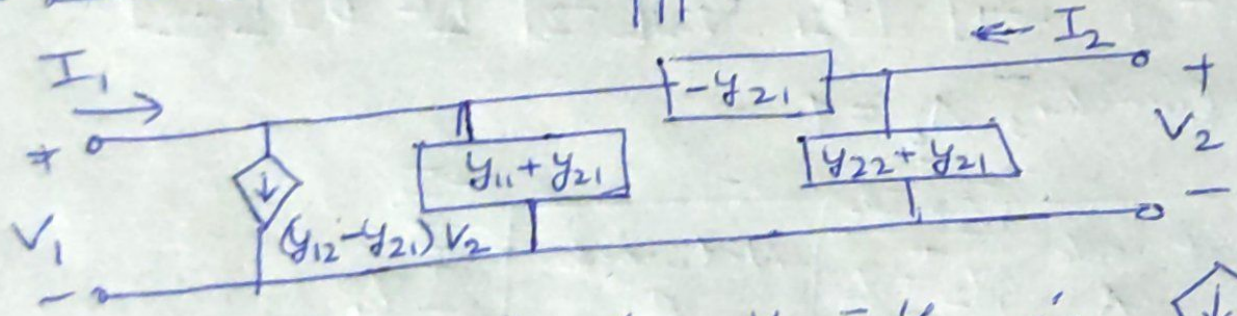 I₂
I₁
-y₂₁
+
+
V₂
y₁₁ + y₂₁
y₂₂ + y₂₁
V₁
(y₁₂ - y₂₁) V₂
-
-